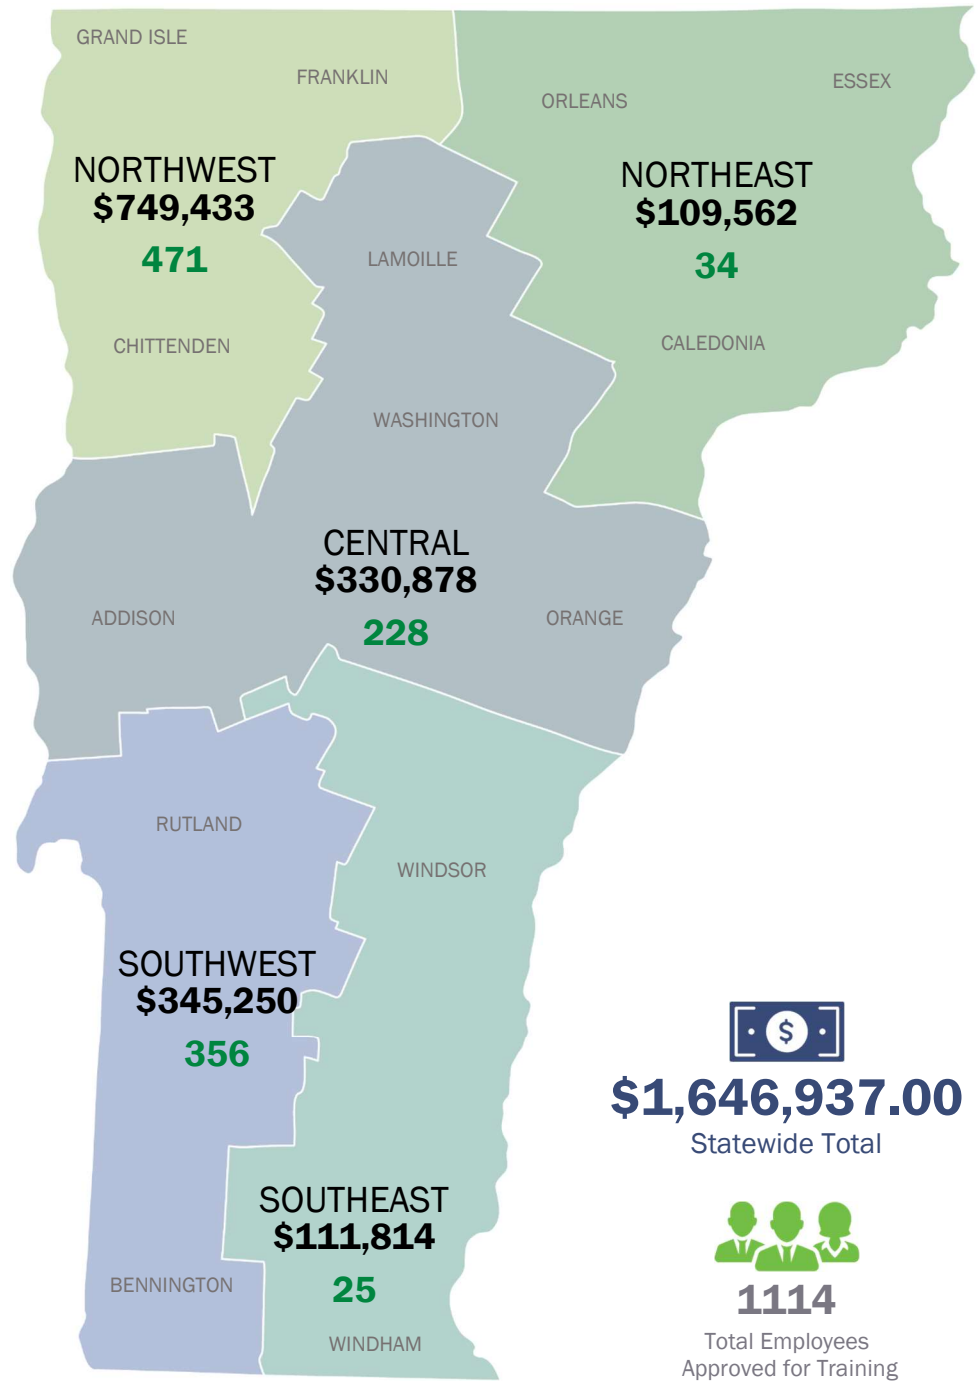 GRAND ISLE
FRANKLIN
ORLEANS
ESSEX
NORTHWEST
$749,433
471
NORTHEAST
$109,562
34
LAMOILLE
CHITTENDEN
CALEDONIA
WASHINGTON
CENTRAL
$330,878
228
ADDISON
ORANGE
RUTLAND
WINDSOR
SOUTHWEST
$345,250
356
$
$1,646,937.00
Statewide Total
SOUTHEAST
$111,814
25
BENNINGTON
WINDHAM
1114
Total Employees
Approved for Training